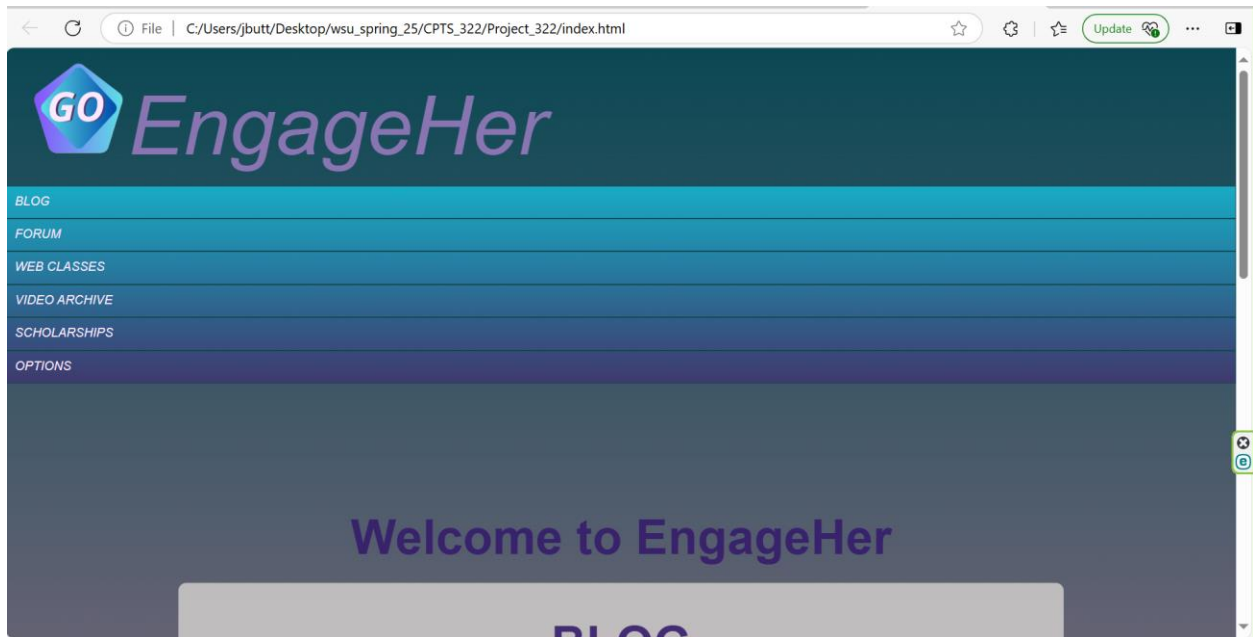 File | C:/Users/jbutt/Desktop/wsu_spring_25/CPTS_322/Project_322/index.html
Update
GO
EngageHer
BLOG
FORUM
WEB CLASSES
VIDEO ARCHIVE
SCHOLARSHIPS
OPTIONS
Welcome to EngageHer
BLOG